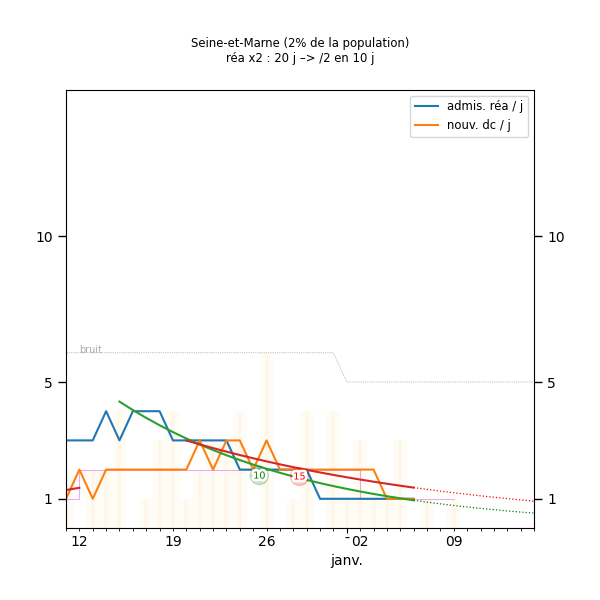 Seine-et-Marne (2% de la population)
réa x2 : 20 j –> /2 en 10 j
admis. réa / j
nouv. dc / j
10
10
bruit
5
5
10
15
1
1
12
19
26
02
09
janv.